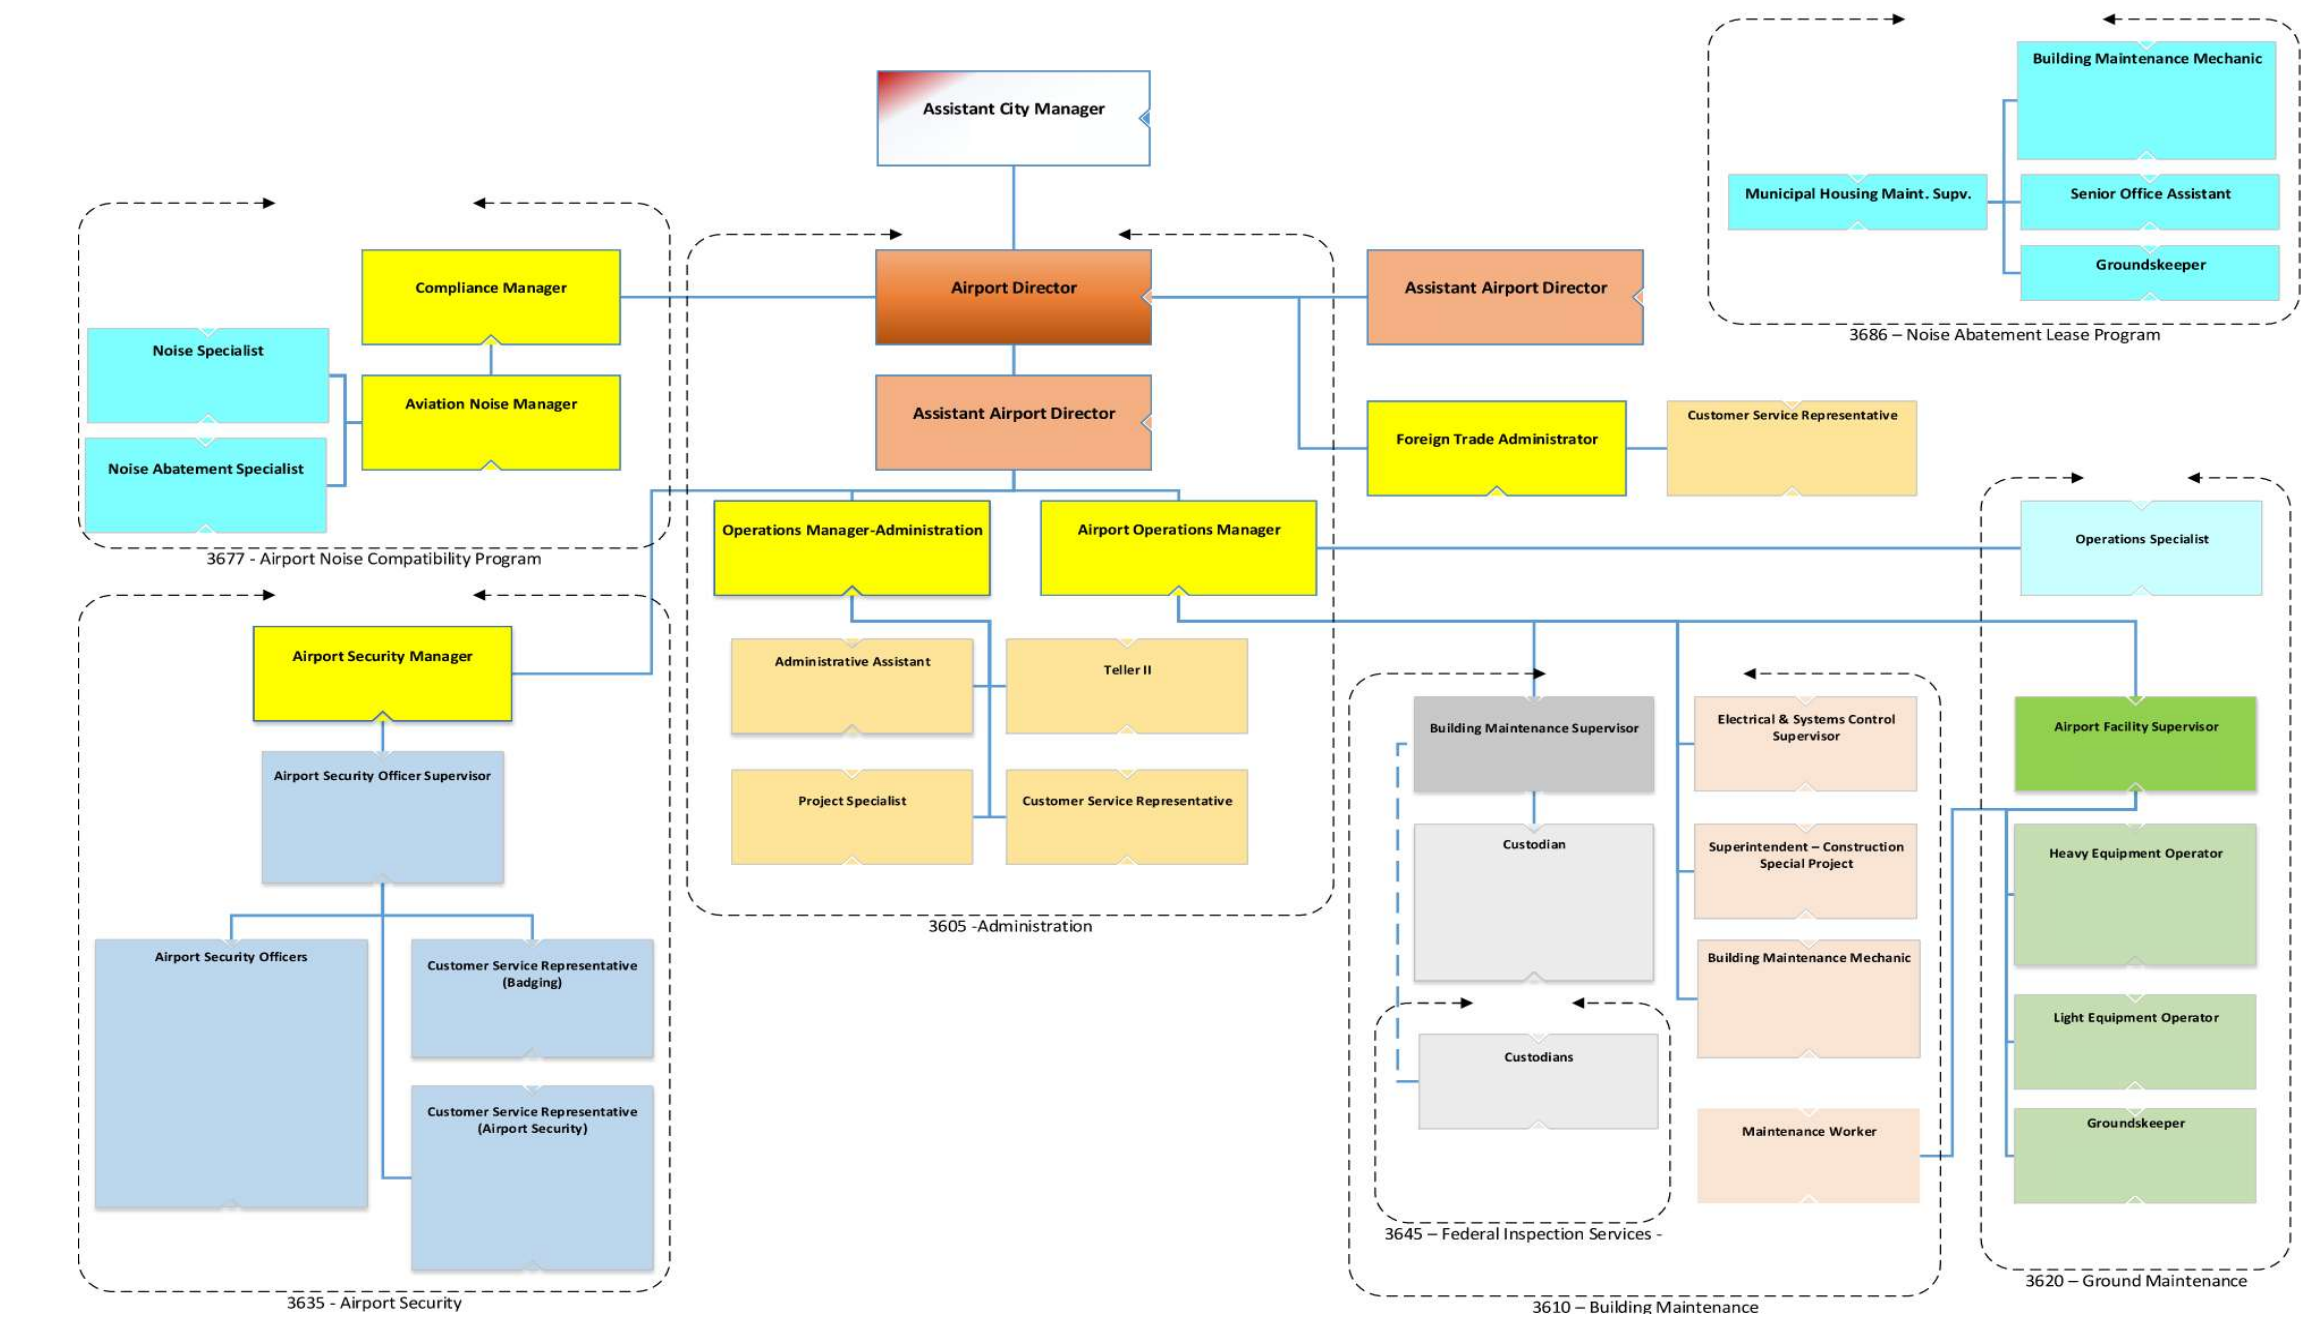 Building Maintenance Mechanic
Assistant City Manager
Municipal Housing Maint. Supv.
Senior Office Assistant
Groundskeeper
3686 – Noise Abatement Lease Program
Compliance Manager
Airport Director
Assistant Airport Director
Noise Specialist
Aviation Noise Manager
Assistant Airport Director
Foreign Trade Administrator
Customer Service Representative
Noise Abatement Specialist
3677 - Airport Noise Compatibility Program
Operations Manager-Administration
Airport Operations Manager
Operations Specialist
Airport Security Manager
Administrative Assistant
Teller II
Building Maintenance Supervisor
Electrical & Systems Control
Supervisor
Airport Facility Supervisor
Airport Security Officer Supervisor
Project Specialist
Customer Service Representative
Custodian
Superintendent – Construction
Special Project
Heavy Equipment Operator
3605 -Administration
Airport Security Officers
Customer Service Representative
(Badging)
Building Maintenance Mechanic
Light Equipment Operator
Custodians
Customer Service Representative
(Airport Security)
Maintenance Worker
Groundskeeper
3645 – Federal Inspection Services -
3620 – Ground Maintenance
3635 - Airport Security
3610 – Building Maintenance